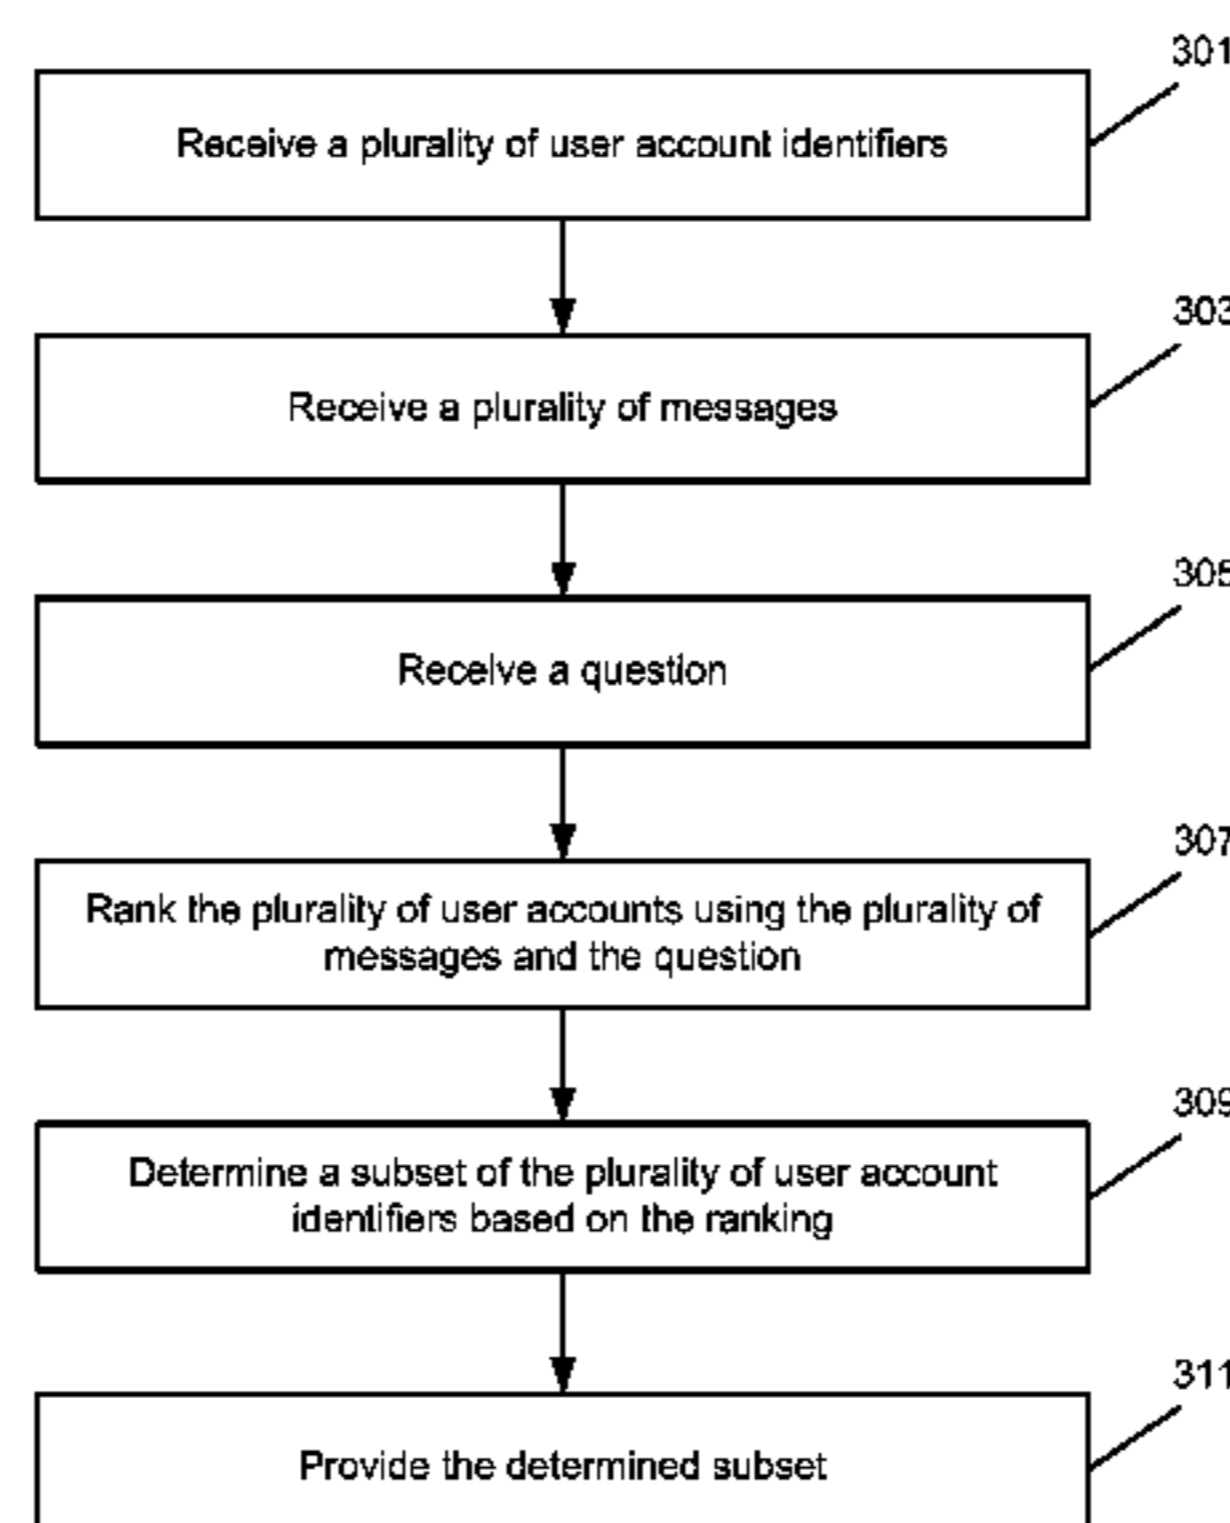 301
Receive a plurality of user account identifiers
303
Receive a plurality of messages
305
Receive a question
307
Rank the plurality of user accounts using the plurality of
messages and the question
309
Determine a subset of the plurality of user account
identifiers based on the ranking
311
Provide the determined subset